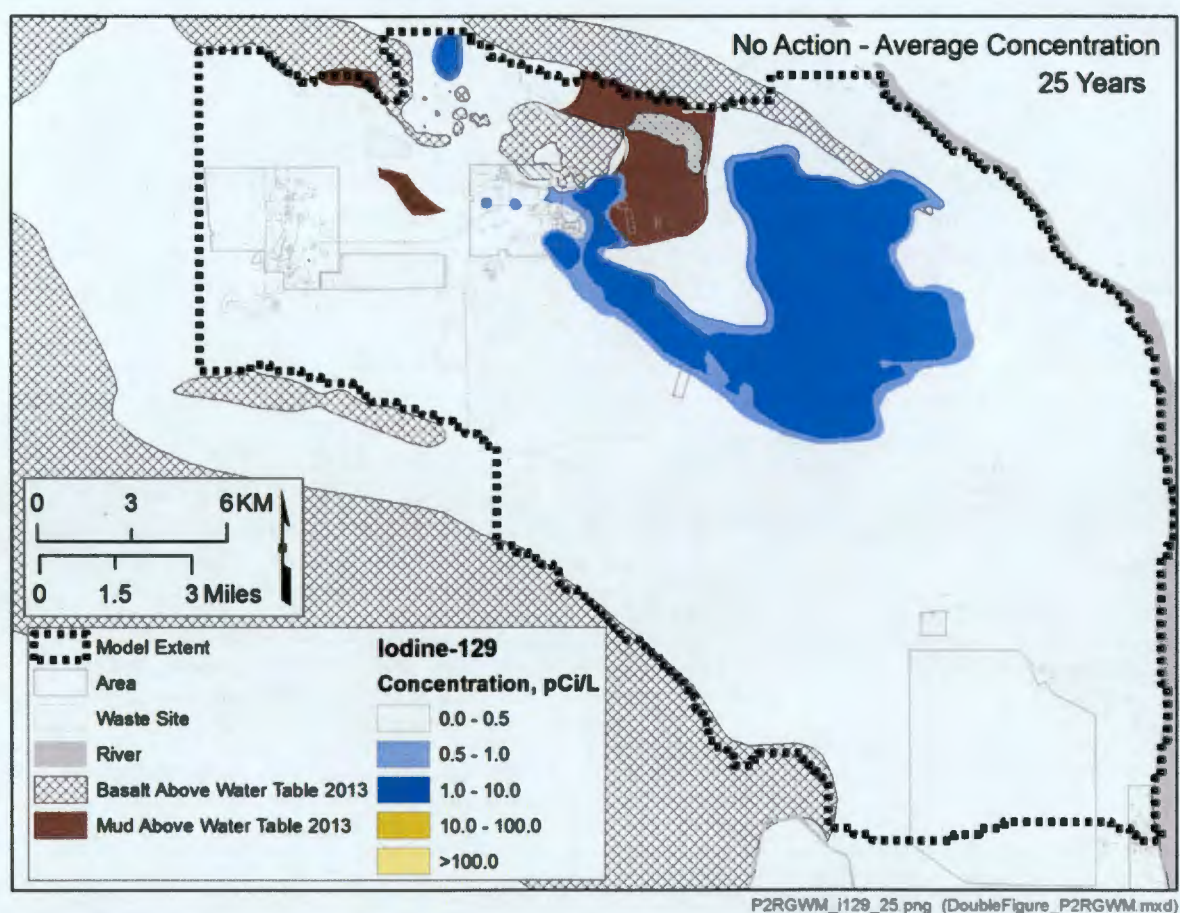 No Action - Average Concentration
25 Years
0 3 6 KM
0 1.5 3 Miles
Model Extent
Area
Waste Site
River
Basalt Above Water Table 2013
Mud Above Water Table 2013
Iodine-129
Concentration, pCi/L
0.0 - 0.5
0.5 - 1.0
1.0 - 10.0
10.0 - 100.0
>100.0
P2RGWM_i129_25.png (DoubleFigure_P2RGWM.mxd)